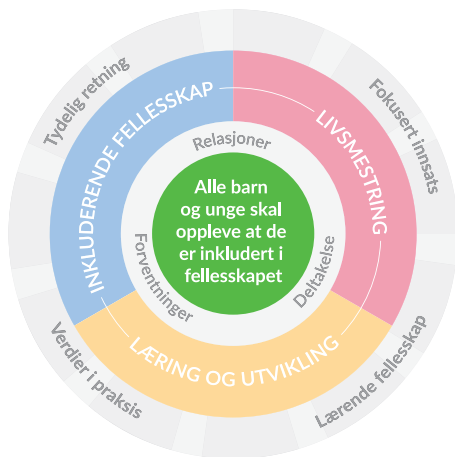 Tydelig retning
Fokusert innsats
INKLUDERENDE FELLESSKAP
LIVSMESTRING
Relasjoner
Alle barn
og unge skal
oppleve at de
er inkludert i
fellesskapet
Forventninger
Deltakelse
LÆRING OG UTVIKLING
Verdier i praksis
Lærende fellesskap